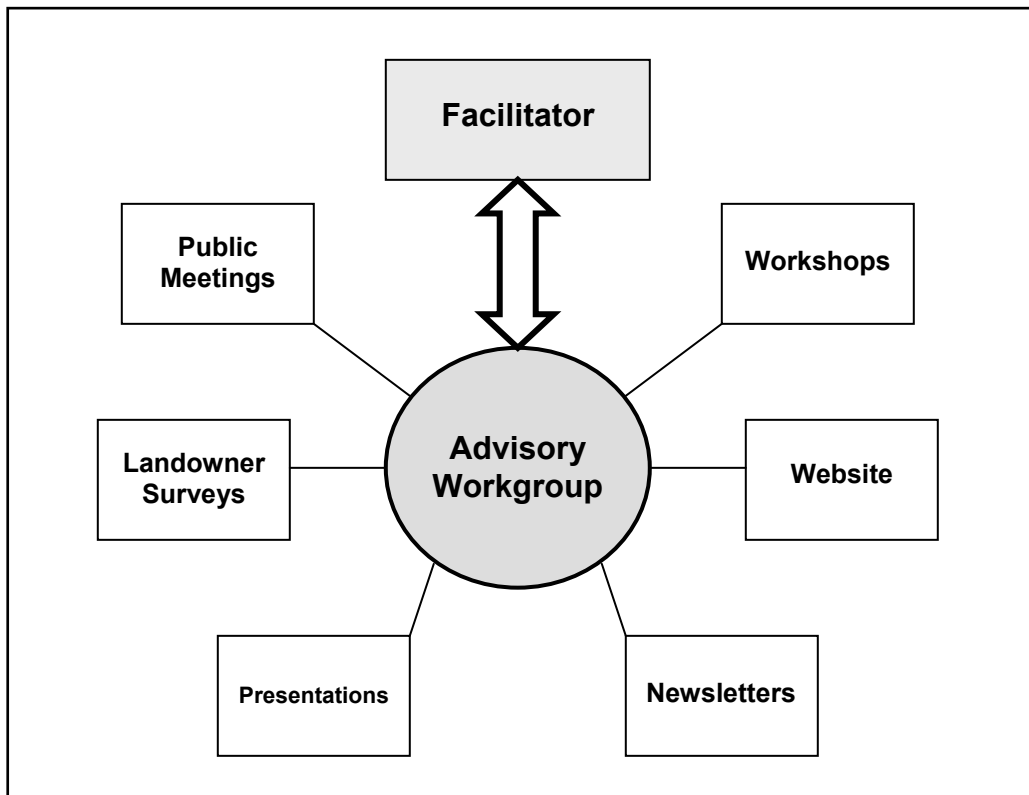 Facilitator
Public
Meetings
Workshops
Advisory
Workgroup
Landowner
Surveys
Website
Presentations
Newsletters